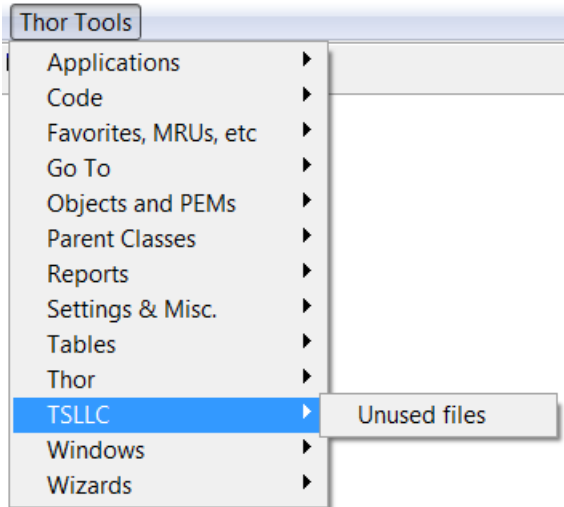 Thor Tools
Applications
Code
Favorites, MRUs, etc
Go To
Objects and PEMs
Parent Classes
Reports
Settings & Misc.
Tables
Thor
TSLLC
Unused files
Windows
Wizards